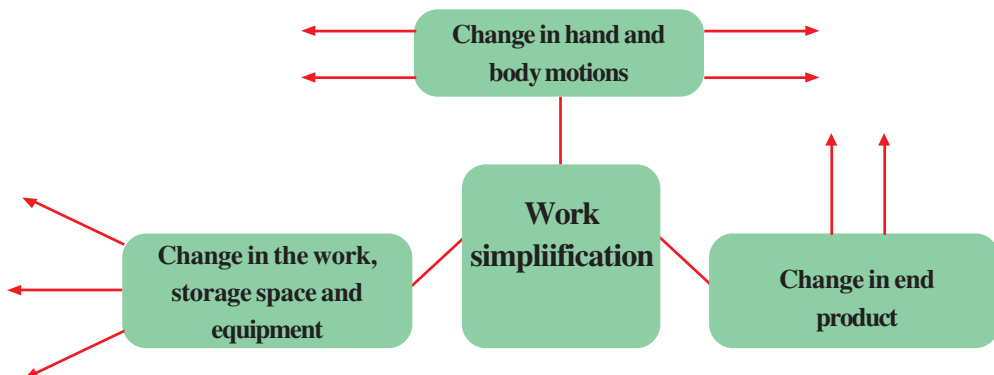 Change in hand and
body motions
Work
simpliification
Change in the work,
storage space and
equipment
Change in end
product